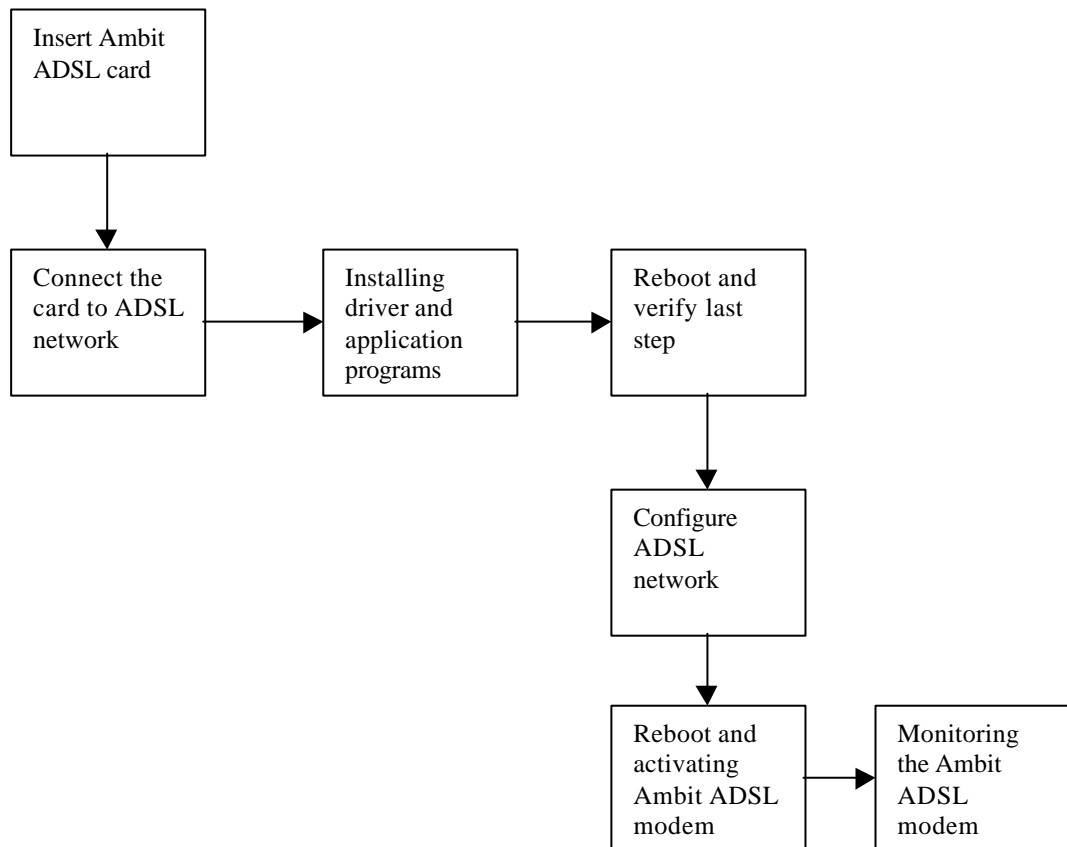 Insert Ambit
ADSL card
Connect the
card to ADSL
network
Installing
driver and
application
programs
Reboot and
verify last
step
Configure
ADSL
network
Reboot and
activating
Ambit ADSL
modem
Monitoring
the Ambit
ADSL
modem